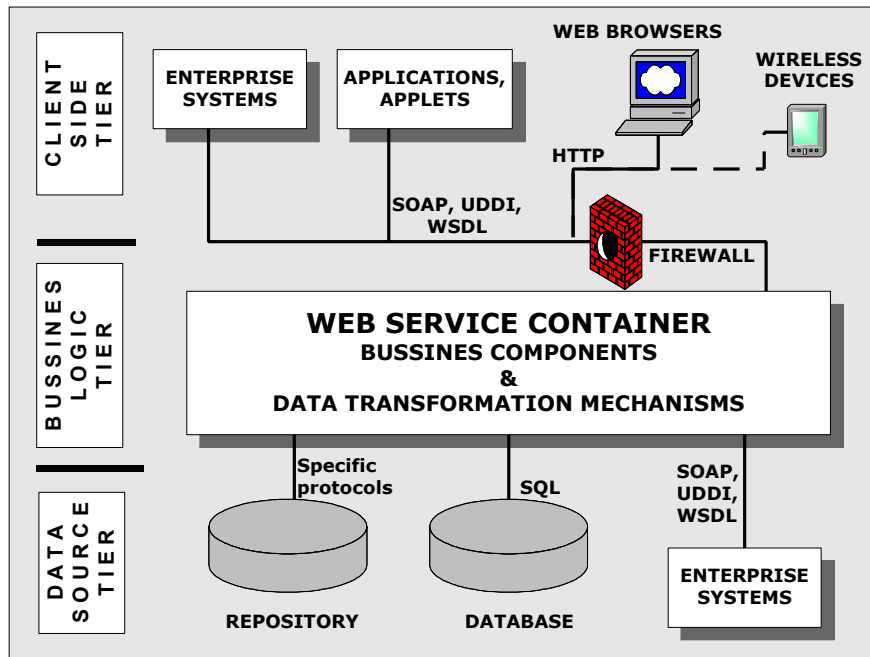 CLIENT
SIDE
TIER
ENTERPRISE
SYSTEMS
APPLICATIONS,
APPLETS
WEB BROWSERS
WIRELESS
DEVICES
HTTP
SOAP, UDDI,
WSDL
FIREWALL
BUSSINES
LOGIC
TIER
WEB SERVICE CONTAINER
BUSSINES COMPONENTS
&
DATA TRANSFORMATION MECHANISMS
DATA
SOURCE
TIER
Specific
protocols
SQL
SOAP,
UDDI,
WSDL
REPOSITORY
DATABASE
ENTERPRISE
SYSTEMS